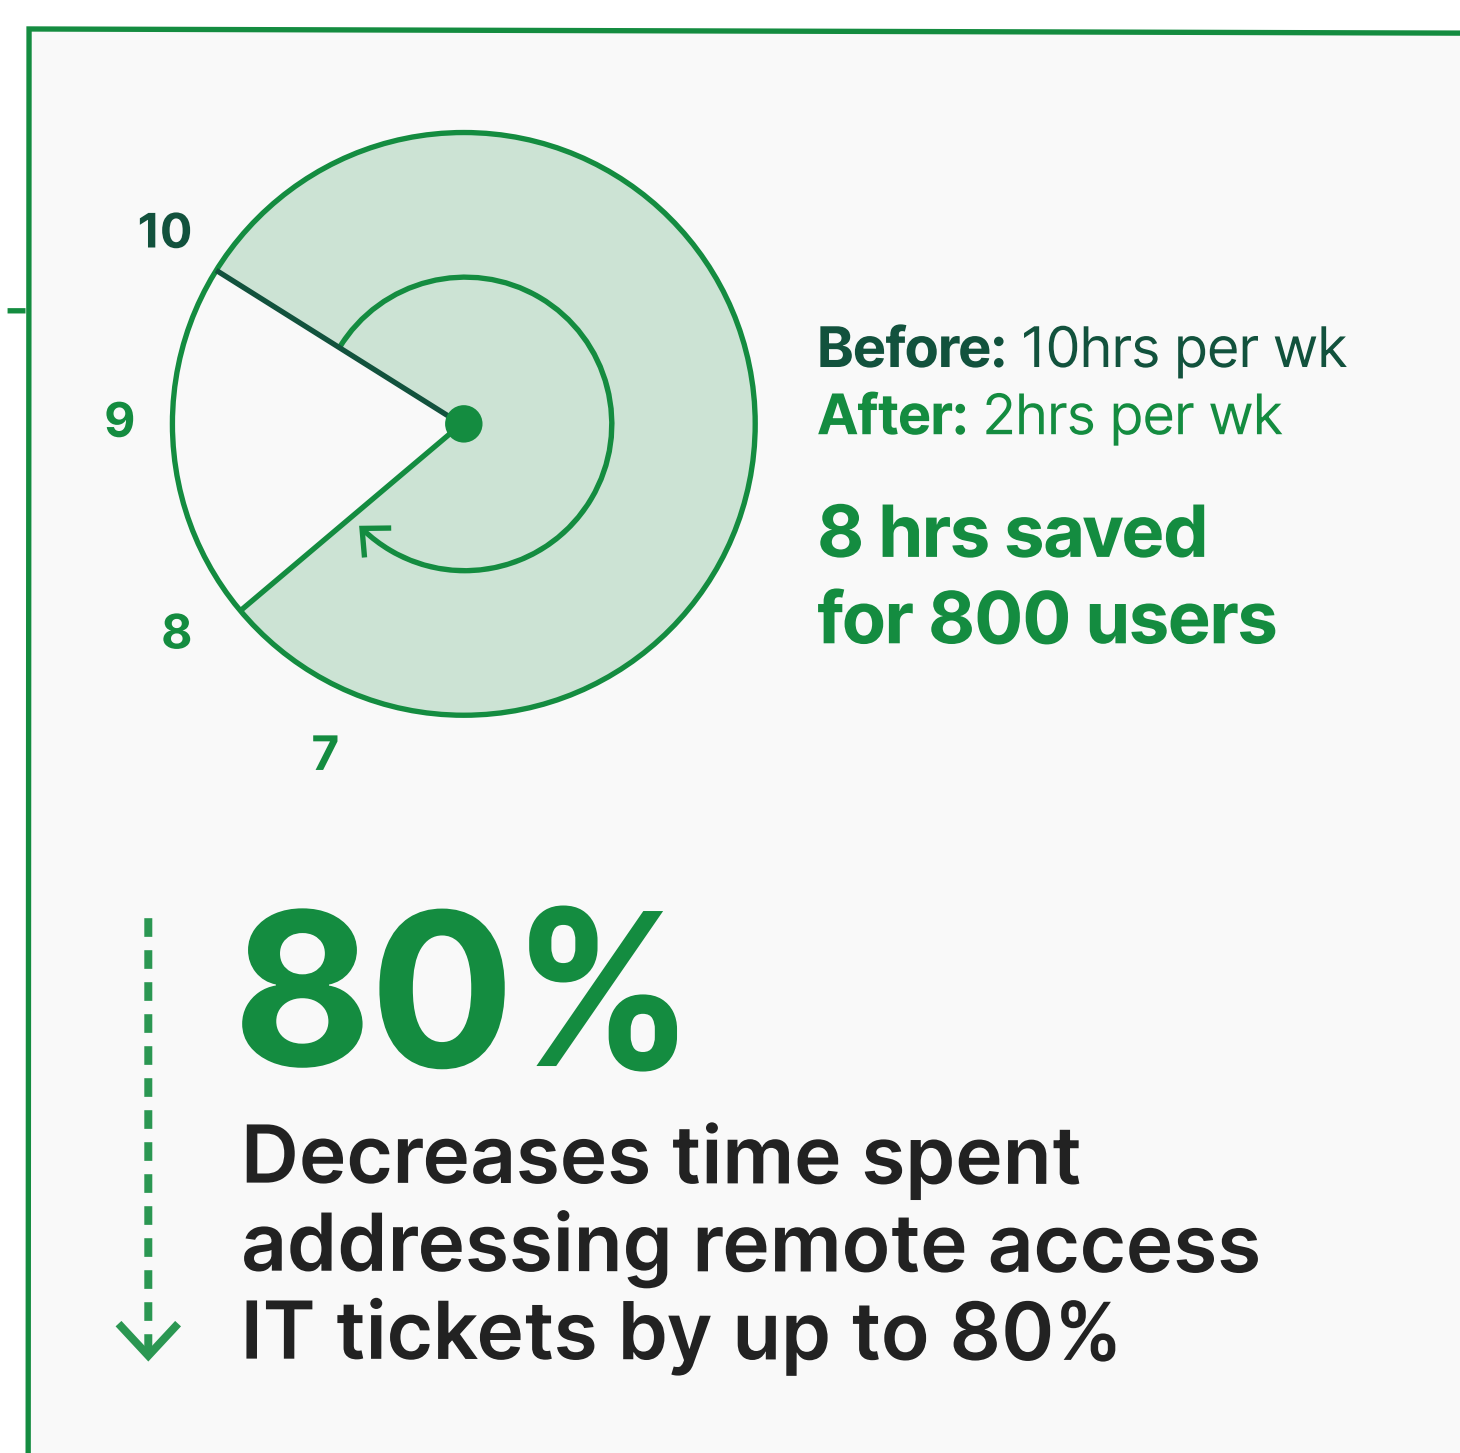 10
9
8
7
Before: 10hrs per wk
After: 2hrs per wk
8 hrs saved
for 800 users
80%
Decreases time spent
addressing remote access
IT tickets by up to 80%